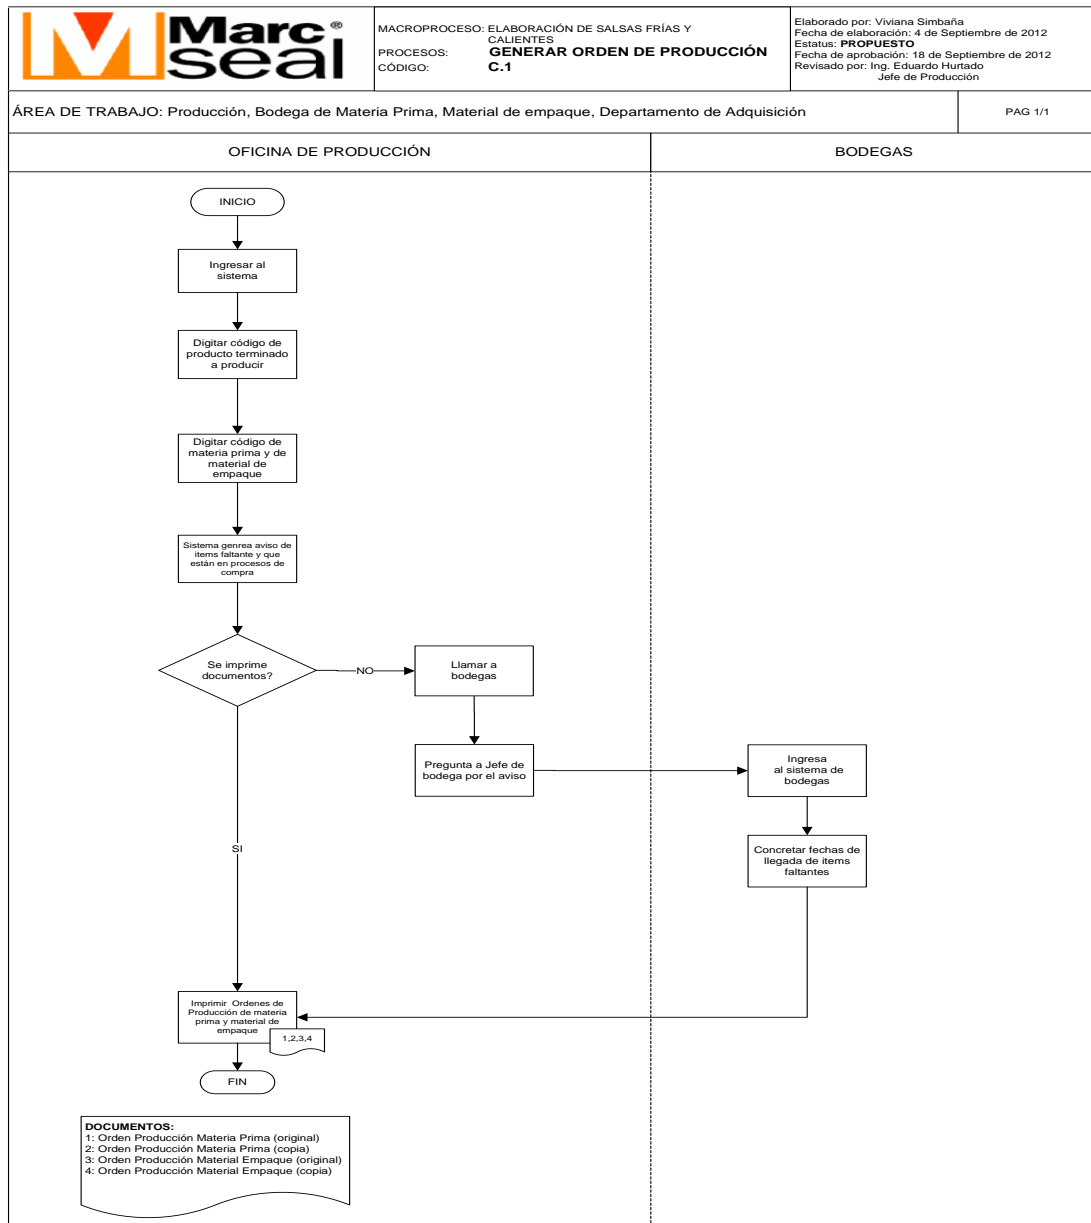 Marc®
seal
MACROPROCESO: ELABORACIÓN DE SALSAS FRÍAS Y
CALIENTES
PROCESOS: GENERAR ORDEN DE PRODUCCIÓN
CÓDIGO: C.1
Elaborado por: Viviana Simbaña
Fecha de elaboración: 4 de Septiembre de 2012
Estatus: PROPUESTO
Fecha de aprobación: 18 de Septiembre de 2012
Revisado por: Ing. Eduardo Hurtado
Jefe de Producción
ÁREA DE TRABAJO: Producción, Bodega de Materia Prima, Material de empaque, Departamento de Adquisición
PAG 1/1
OFICINA DE PRODUCCIÓN
BODEGAS
INICIO
Ingresar al
sistema
Digitar código de
producto terminado
a producir
Digitar código de
materia prima y de
material de
empaque
Sistema genrea aviso de
items faltante y que
están en procesos de
compra
Se imprime
documentos?
NO
Llamar a
bodegas
Pregunta a Jefe de
bodega por el aviso
Ingresa
al sistema de
bodegas
Concretar fechas de
llegada de items
faltantes
SI
Imprimir Ordenes de
Producción de materia
prima y material de
empaque
1,2,3,4
FIN
DOCUMENTOS:
1: Orden Producción Materia Prima (original)
2: Orden Producción Materia Prima (copia)
3: Orden Producción Material Empaque (original)
4: Orden Producción Material Empaque (copia)